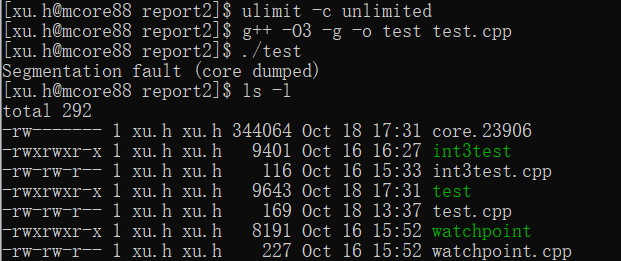 [xu.h@mcore88 report2]$ ulimit -c unlimited
[xu.h@mcore88 report2]$ g++ -O3 -g -o test test.cpp
[xu.h@mcore88 report2]$ ./test
Segmentation fault (core dumped)
[xu.h@mcore88 report2]$ ls -l
total 292
-rw------- 1 xu.h xu.h 344064 Oct 18 17:31 core.23906
-rwxrwxr-x 1 xu.h xu.h   9401 Oct 16 16:27 int3test
-rw-rw-r-- 1 xu.h xu.h    116 Oct 16 15:33 int3test.cpp
-rwxrwxr-x 1 xu.h xu.h   9643 Oct 18 17:31 test
-rw-rw-r-- 1 xu.h xu.h    169 Oct 18 13:37 test.cpp
-rwxrwxr-x 1 xu.h xu.h   8191 Oct 16 15:52 watchpoint
-rw-rw-r-- 1 xu.h xu.h    227 Oct 16 15:52 watchpoint.cpp